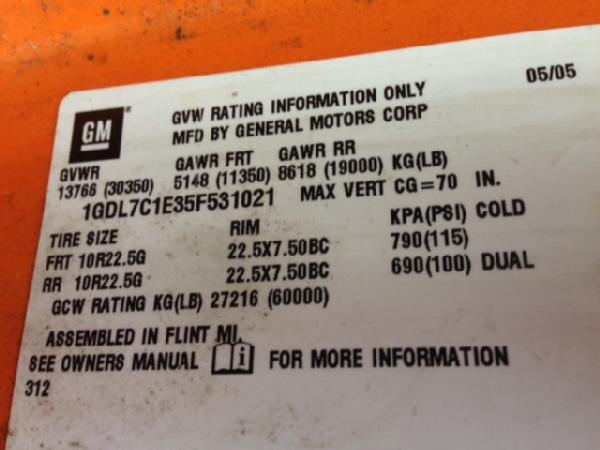 05/05
GM ®
GVW RATING INFORMATION ONLY
MFD BY GENERAL MOTORS CORP
GVWR GAWR FRT GAWR RR
13766 (30350) 5148 (11350) 8618 (19000) KG(LB)
1GDL7C1E35F531021 MAX VERT CG=70 IN.
TIRE SIZE RIM KPA(PSI) COLD
FRT 10R22.5G 22.5X7.50BC 790(115)
RR 10R22.5G 22.5X7.50BC 690(100) DUAL
GCW RATING KG(LB) 27216 (60000)
ASSEMBLED IN FLINT MI.
SEE OWNERS MANUAL i FOR MORE INFORMATION
312